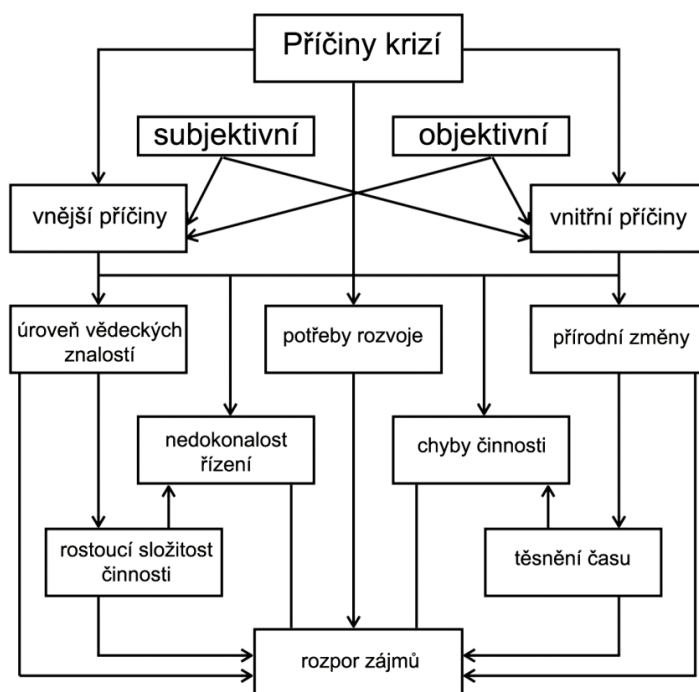 Příčiny krizí
subjektivní
objektivní
vnější příčiny
vnitřní příčiny
úroveň vědeckých
znalostí
potřeby rozvoje
přírodní změny
nedokonalost
řízení
chyby činnosti
rostoucí složitost
činnosti
těsnění času
rozpor zájmů